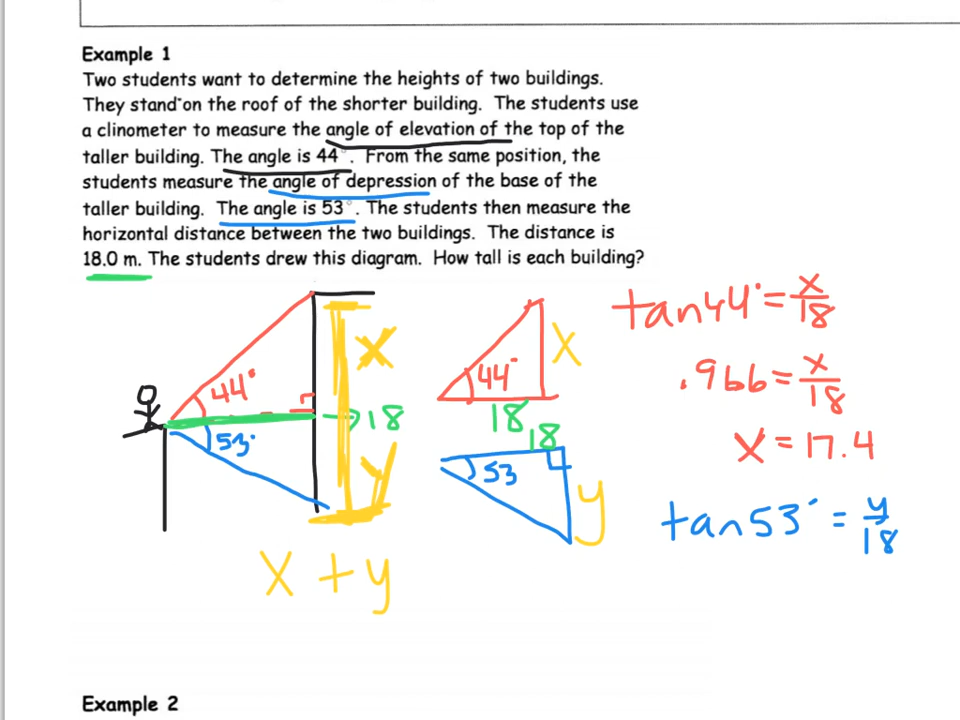 Example 1
Two students want to determine the heights of two buildings.
They stand on the roof of the shorter building. The students use
a clinometer to measure the angle of elevation of the top of the
taller building. The angle is 44°. From the same position, the
students measure the angle of depression of the base of the
taller building. The angle is 53°. The students then measure the
horizontal distance between the two buildings. The distance is
18.0 m. The students drew this diagram. How tall is each building?
tan44° = x/18
x
44°
x
44°
.966 = x/18
→18
18
18
x = 17.4
53°
y
53
y
tan53° = y/18
x + y
Example 2